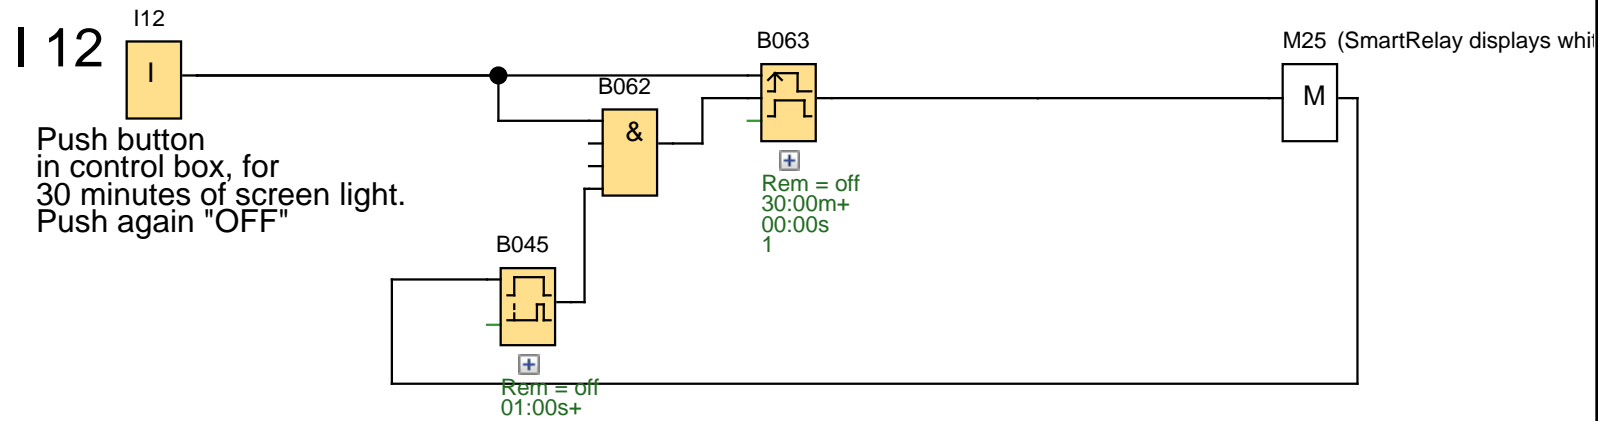 I12
I 12
I
Push button
in control box, for
30 minutes of screen light.
Push again "OFF"
B062
&
B063
Rem = off
30:00m+
00:00s
1
B045
Rem = off
01:00s+
M25 (SmartRelay displays
M